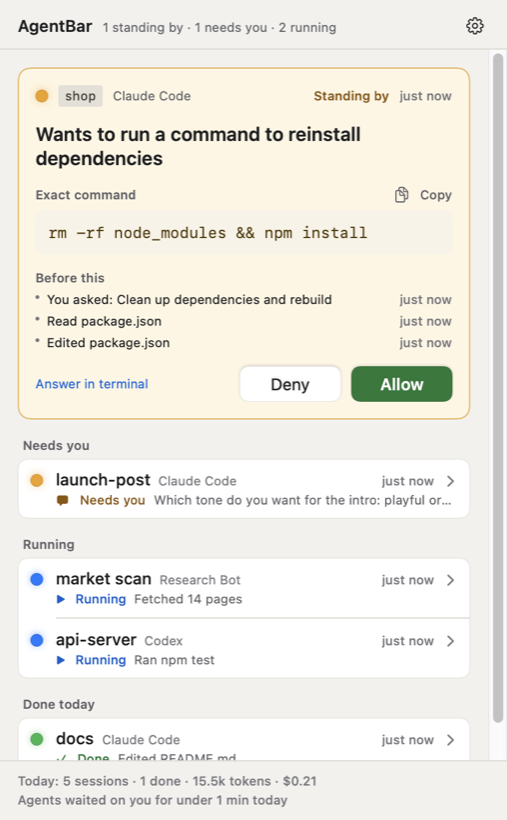 AgentBar 1 standing by · 1 needs you · 2 running
shop Claude Code Standing by just now
Wants to run a command to reinstall
dependencies
Exact command Copy
rm -rf node_modules && npm install
Before this
• You asked: Clean up dependencies and rebuild just now
• Read package.json just now
• Edited package.json just now
Answer in terminal Deny Allow
Needs you
launch-post Claude Code just now
Needs you Which tone do you want for the intro: playful or...
Running
market scan Research Bot just now
Running Fetched 14 pages
api-server Codex just now
Running Ran npm test
Done today
docs Claude Code just now
Done Edited README.md
Today: 5 sessions · 1 done · 15.5k tokens · $0.21
Agents waited on you for under 1 min today